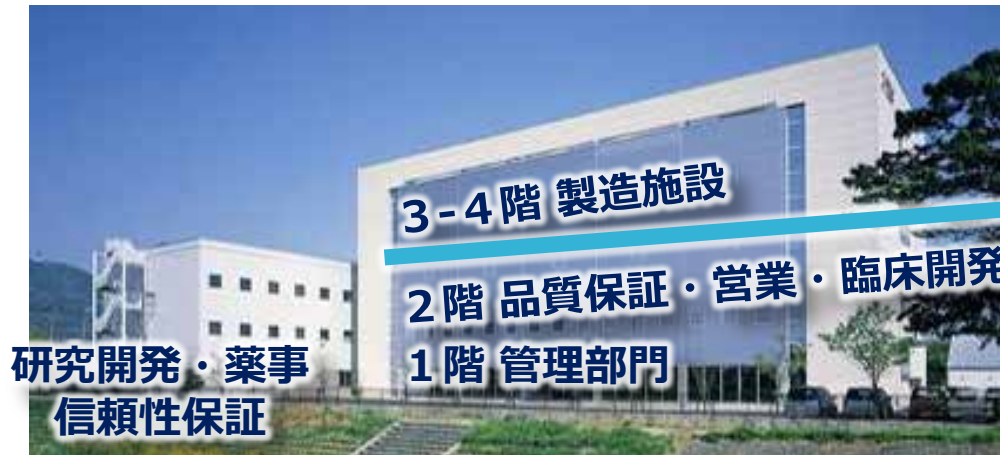 3-4階 製造施設
2階 品質保証・営業・臨床開発
1階 管理部門
研究開発・薬事
信頼性保証